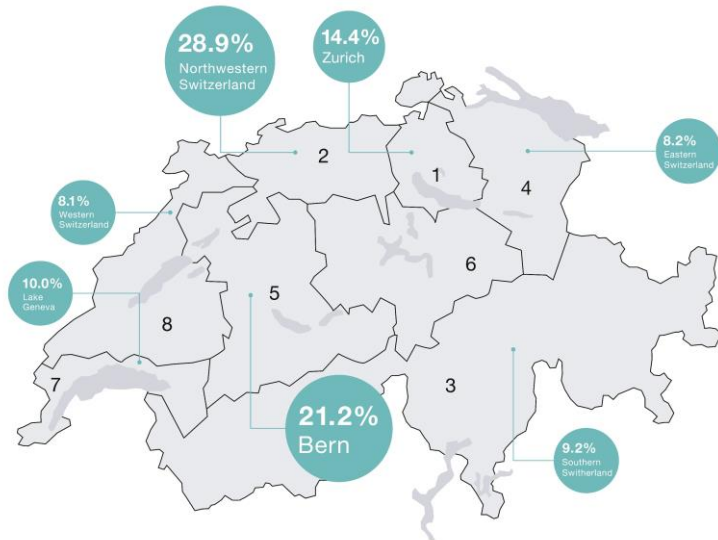 28.9%
Northwestern
Switzerland
14.4%
Zurich
8.2%
Eastern
Switzerland
8.1%
Western
Switzerland
10.0%
Lake
Geneva
21.2%
Bern
9.2%
Southern
Switherland
2
1
4
6
5
8
7
3